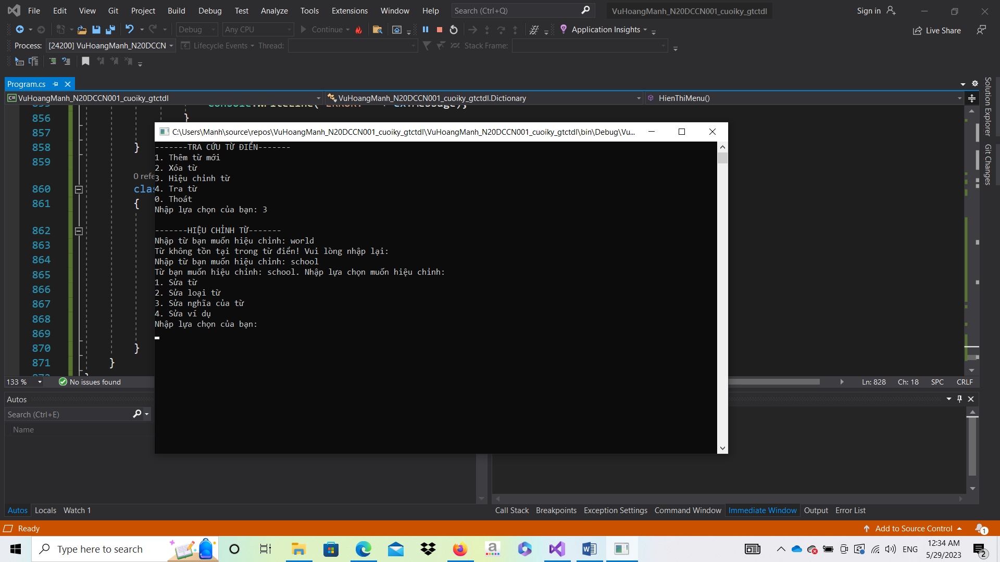 File Edit View Git Project Build Debug Test Analyze Tools Extensions Window Help Search (Ctrl+Q) VuHoangManh_N20DCCN001_cuoiky_gtctdl Sign in
Debug Any CPU Continue Application Insights Live Share
Process: [24200] VuHoangManh_N20DCCN Lifecycle Events Thread: Stack Frame:
Program.cs
C# VuHoangManh_N20DCCN001_cuoiky_gtctdl VuHoangManh_N20DCCN001_cuoiky_gtctdl.Dictionary HienThiMenu()
856 }
857
858 }
859
0 refe
860 clas
861 {
862
863
864
865
866
867
868
869
870 }
871 }
C:\Users\Manh\source\repos\VuHoangManh_N20DCCN001_cuoiky_gtctdl\VuHoangManh_N20DCCN001_cuoiky_gtctdl\bin\Debug\Vu...
-------TRA CỨU TỪ ĐIỂN-------
1. Thêm từ mới
2. Xóa từ
3. Hiệu chỉnh từ
4. Tra từ
0. Thoát
Nhập lựa chọn của bạn: 3
-------HIỆU CHỈNH TỪ-------
Nhập từ bạn muốn hiệu chỉnh: world
Từ không tồn tại trong từ điển! Vui lòng nhập lại:
Nhập từ bạn muốn hiệu chỉnh: school
Từ bạn muốn hiệu chỉnh: school. Nhập lựa chọn muốn hiệu chỉnh:
1. Sửa từ
2. Sửa loại từ
3. Sửa nghĩa của từ
4. Sửa ví dụ
Nhập lựa chọn của bạn:
Solution Explorer
Git Changes
133 % No issues found Ln: 828 Ch: 18 SPC CRLF
Autos
Search (Ctrl+E)
Name
Autos Locals Watch 1
Call Stack Breakpoints Exception Settings Command Window Immediate Window Output Error List
Ready Add to Source Control 1
Type here to search
ENG
12:34 AM
5/29/2023
2